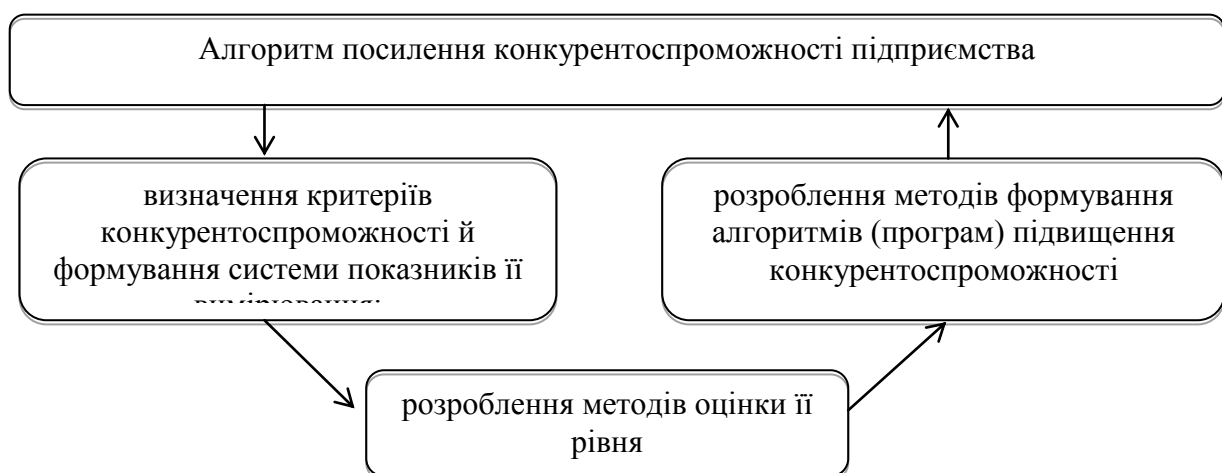 Алгоритм посилення конкурентоспроможності підприємства
визначення критеріїв
конкурентоспроможності й
формування системи показників її
вимірювання;
розроблення методів формування
алгоритмів (програм) підвищення
конкурентоспроможності
розроблення методів оцінки її
рівня